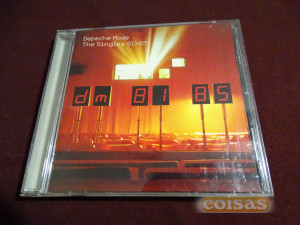 Depeche Mode
The Singles 81>85
dm 81 85
coisas